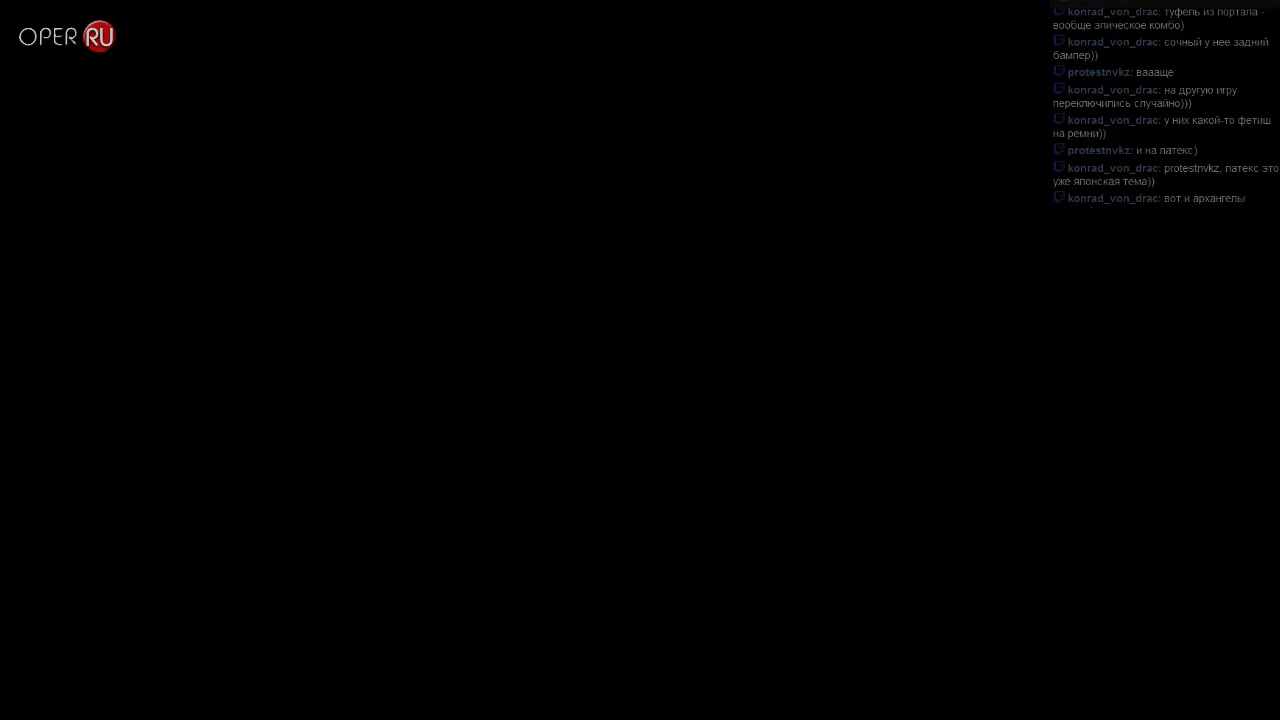 OPER RU
konrad_von_drac: туфель из портала -
вообще эпическое комбо)
konrad_von_drac: сочный у нее задний
бампер))
protestnvkz: ваааще
konrad_von_drac: на другую игру
переключились случайно)))
konrad_von_drac: у них какой-то фетиш
на ремни))
protestnvkz: и на латекс)
konrad_von_drac: protestnvkz, латекс это
уже японская тема))
konrad_von_drac: вот и архангелы